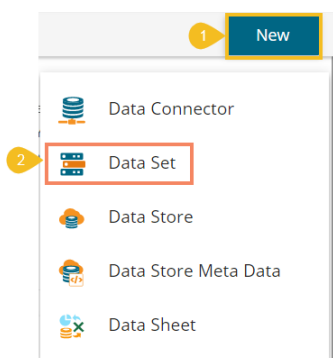 1
New
Data Connector
2
Data Set
Data Store
Data Store Meta Data
Data Sheet